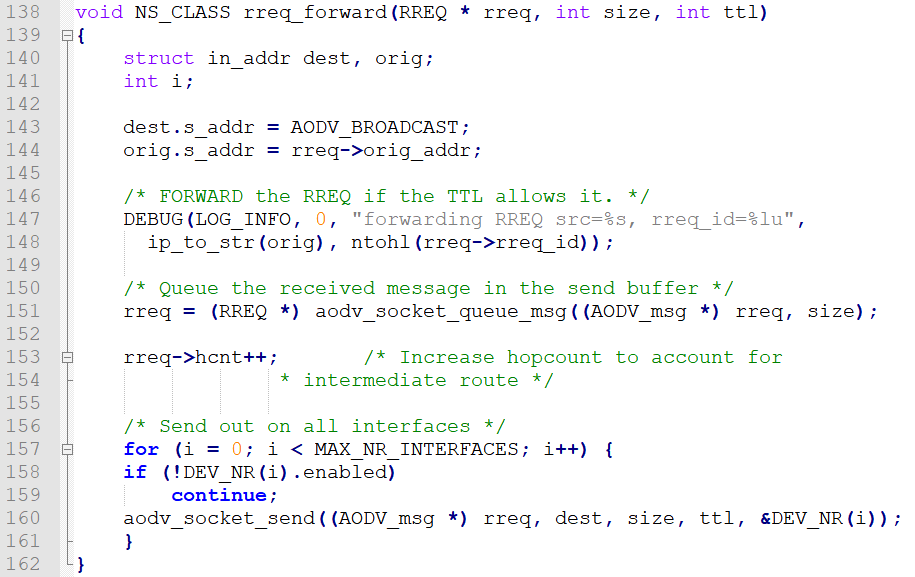 138 void NS_CLASS rreq_forward(RREQ * rreq, int size, int ttl)
139 {
140     struct in_addr dest, orig;
141     int i;
142
143     dest.s_addr = AODV_BROADCAST;
144     orig.s_addr = rreq->orig_addr;
145
146     /* FORWARD the RREQ if the TTL allows it. */
147     DEBUG(LOG_INFO, 0, "forwarding RREQ src=%s, rreq_id=%lu",
148       ip_to_str(orig), ntohl(rreq->rreq_id));
149
150     /* Queue the received message in the send buffer */
151     rreq = (RREQ *) aodv_socket_queue_msg((AODV_msg *) rreq, size);
152
153     rreq->hcnt++;       /* Increase hopcount to account for
154                  * intermediate route */
155
156     /* Send out on all interfaces */
157     for (i = 0; i < MAX_NR_INTERFACES; i++) {
158     if (!DEV_NR(i).enabled)
159         continue;
160     aodv_socket_send((AODV_msg *) rreq, dest, size, ttl, &DEV_NR(i));
161     }
162 }